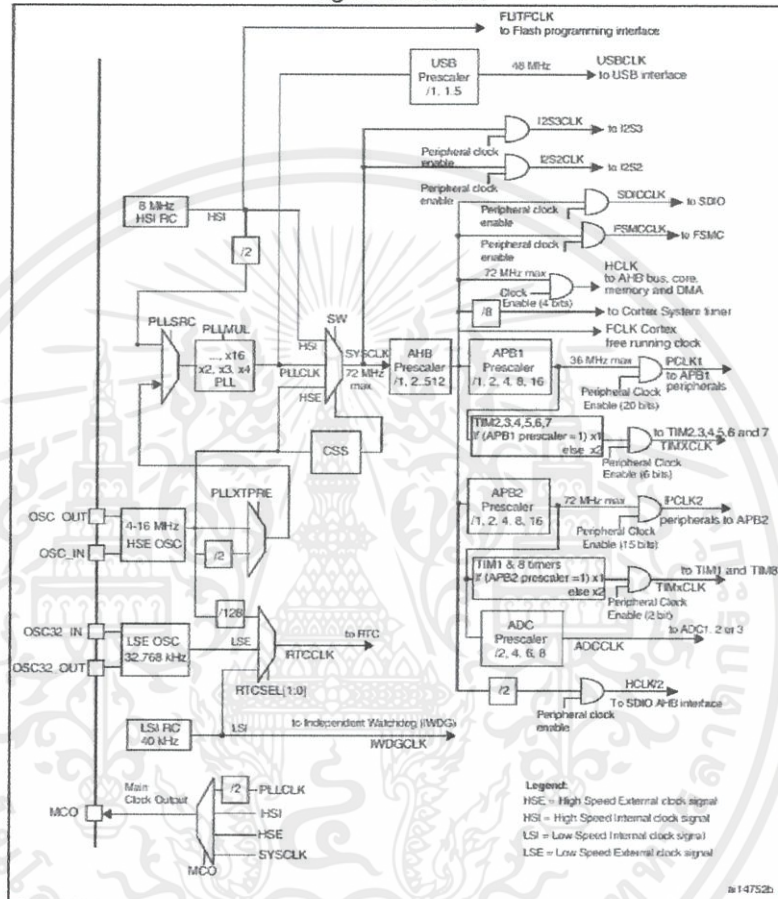 FLITFCLK
to Flash programming interface
USB
Prescaler
/1, 1.5
48 MHz
USBCLK
to USB interface
I2S3CLK
to I2S3
Peripheral clock
enable
I2S2CLK
to I2S2
Peripheral clock
enable
8 MHz
HSI RC
HSI
/2
SDIOCLK
to SDIO
Peripheral clock
enable
FSMCCLK
to FSMC
Peripheral clock
enable
72 MHz max
HCLK
to AHB bus, core,
memory and DMA
Clock
Enable (4 bits)
/8
to Cortex System timer
FCLK Cortex
free running clock
PLLSRC
PLLMUL
..., x16
x2, x3, x4
PLL
PLLCLK
SW
HSI
HSE
SYSCLK
72 MHz
max
AHB
Prescaler
/1, 2..512
APB1
Prescaler
/1, 2, 4, 8, 16
36 MHz max
PCLK1
to APB1
peripherals
Peripheral Clock
Enable (20 bits)
CSS
TIM2,3,4,5,6,7
If (APB1 prescaler =1) x1
else x2
to TIM2,3,4,5,6 and 7
TIMXCLK
Peripheral Clock
Enable (6 bits)
PLLXTPRE
OSC_OUT
OSC_IN
4-16 MHz
HSE OSC
/2
APB2
Prescaler
/1, 2, 4, 8, 16
72 MHz max
PCLK2
peripherals to APB2
Peripheral Clock
Enable (15 bits)
TIM1 & 8 timers
If (APB2 prescaler =1) x1
else x2
to TIM1 and TIM8
TIMxCLK
Peripheral Clock
Enable (2 bit)
/128
OSC32_IN
OSC32_OUT
LSE OSC
32.768 kHz
LSE
to RTC
RTCCLK
RTCSEL[1:0]
ADC
Prescaler
/2, 4, 6, 8
to ADC1, 2 or 3
ADCCLK
/2
HCLK/2
To SDIO AHB interface
Peripheral clock
enable
LSI RC
40 kHz
LSI
to Independent Watchdog (IWDG)
IWDGCLK
MCO
Main
Clock Output
/2
PLLCLK
HSI
HSE
SYSCLK
MCO
Legend:
HSE = High Speed External clock signal
HSI = High Speed Internal clock signal
LSI = Low Speed Internal clock signal
LSE = Low Speed External clock signal
ai14752b